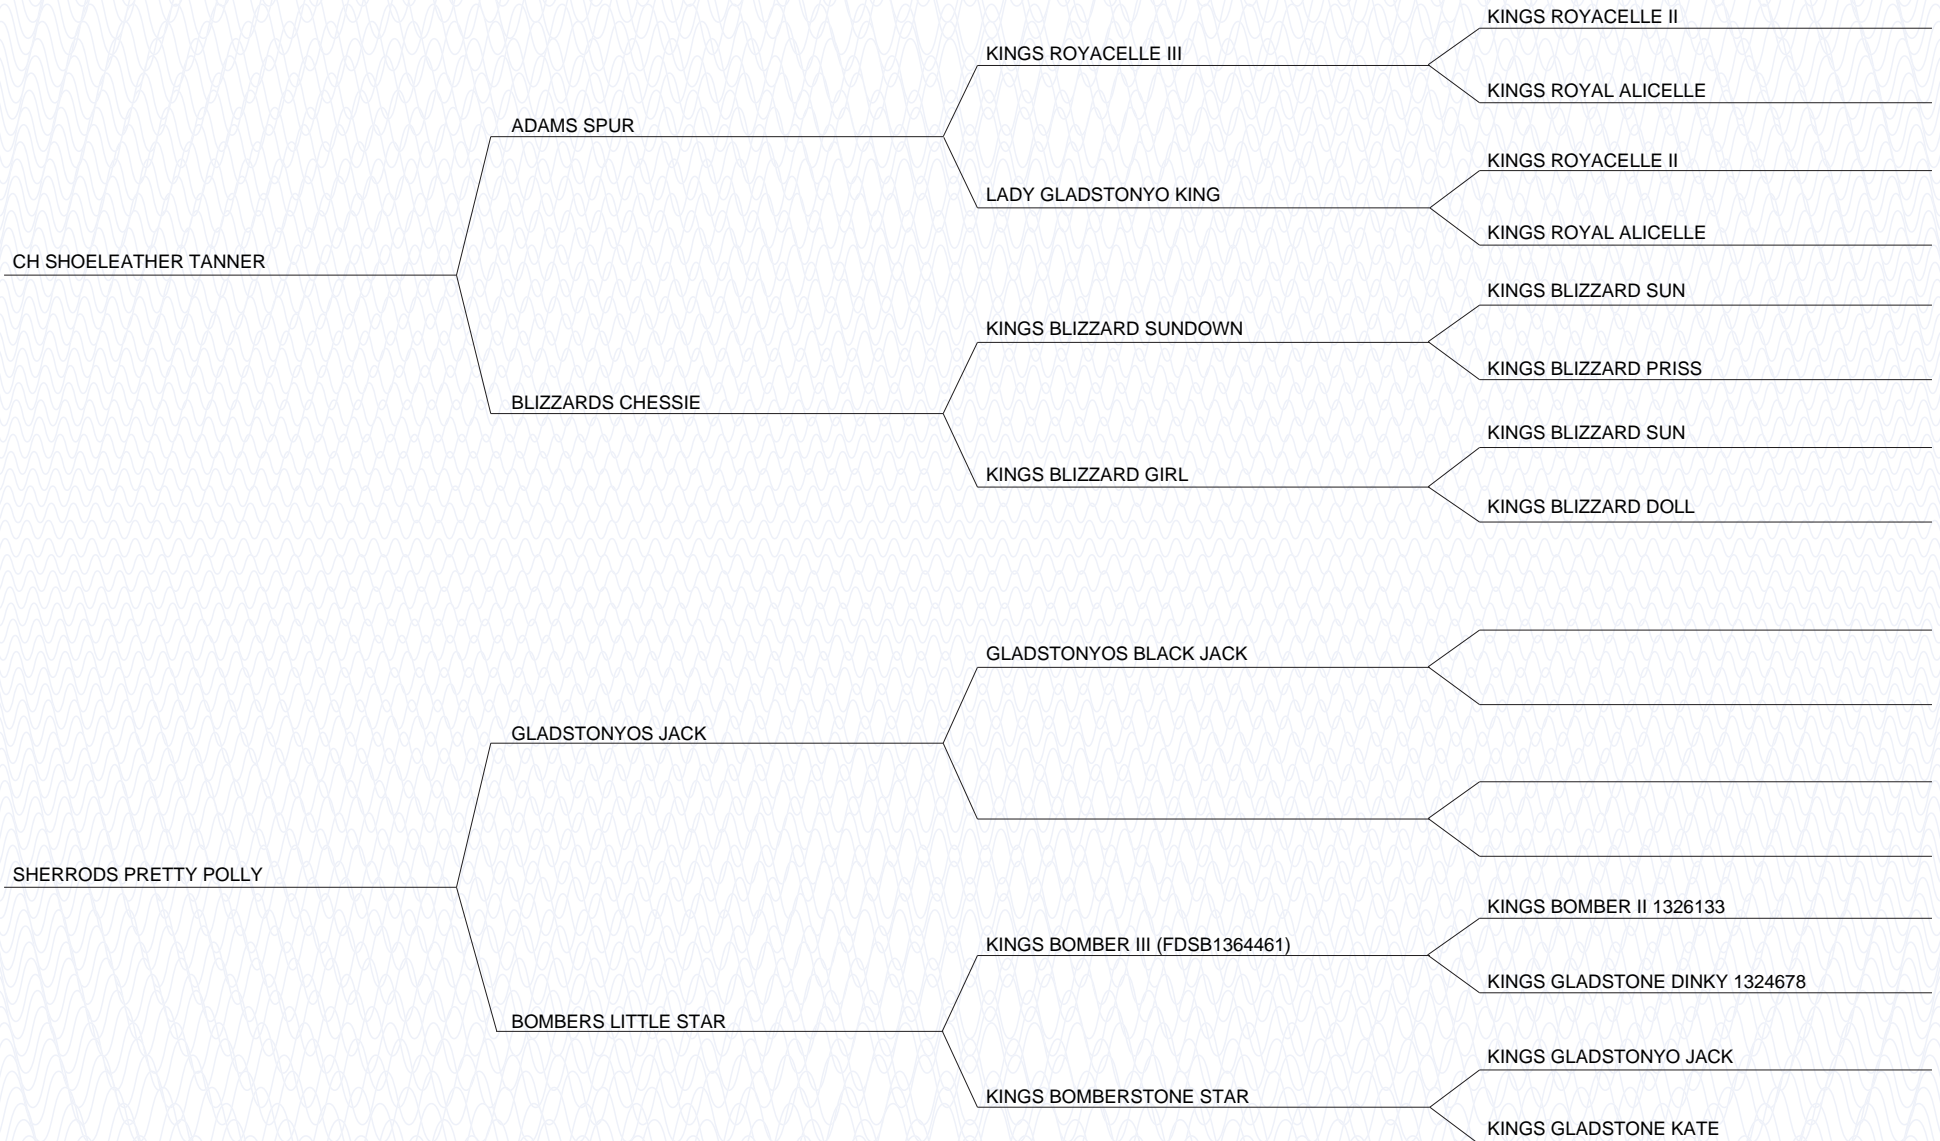 KINGS ROYACELLE II
KINGS ROYACELLE III
KINGS ROYAL ALICELLE
ADAMS SPUR
KINGS ROYACELLE II
LADY GLADSTONYO KING
KINGS ROYAL ALICELLE
CH SHOELEATHER TANNER
KINGS BLIZZARD SUN
KINGS BLIZZARD SUNDOWN
KINGS BLIZZARD PRISS
BLIZZARDS CHESSIE
KINGS BLIZZARD SUN
KINGS BLIZZARD GIRL
KINGS BLIZZARD DOLL
GLADSTONYOS BLACK JACK
GLADSTONYOS JACK
SHERRODS PRETTY POLLY
KINGS BOMBER II 1326133
KINGS BOMBER III (FDSB1364461)
KINGS GLADSTONE DINKY 1324678
BOMBERS LITTLE STAR
KINGS GLADSTONYO JACK
KINGS BOMBERSTONE STAR
KINGS GLADSTONE KATE